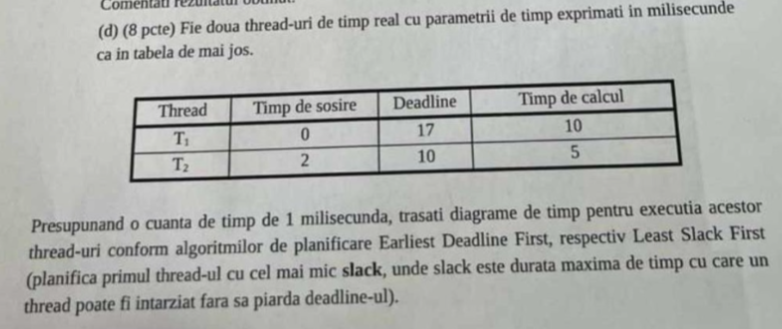 Comentati rezultatul
(d) (8 pcte) Fie doua thread-uri de timp real cu parametrii de timp exprimati in milisecunde
ca in tabela de mai jos.
Thread Timp de sosire Deadline Timp de calcul
T₁ 0 17 10
T₂ 2 10 5
Presupunand o cuanta de timp de 1 milisecunda, trasati diagrame de timp pentru executia acestor
thread-uri conform algoritmilor de planificare Earliest Deadline First, respectiv Least Slack First
(planifica primul thread-ul cu cel mai mic slack, unde slack este durata maxima de timp cu care un
thread poate fi intarziat fara sa piarda deadline-ul).